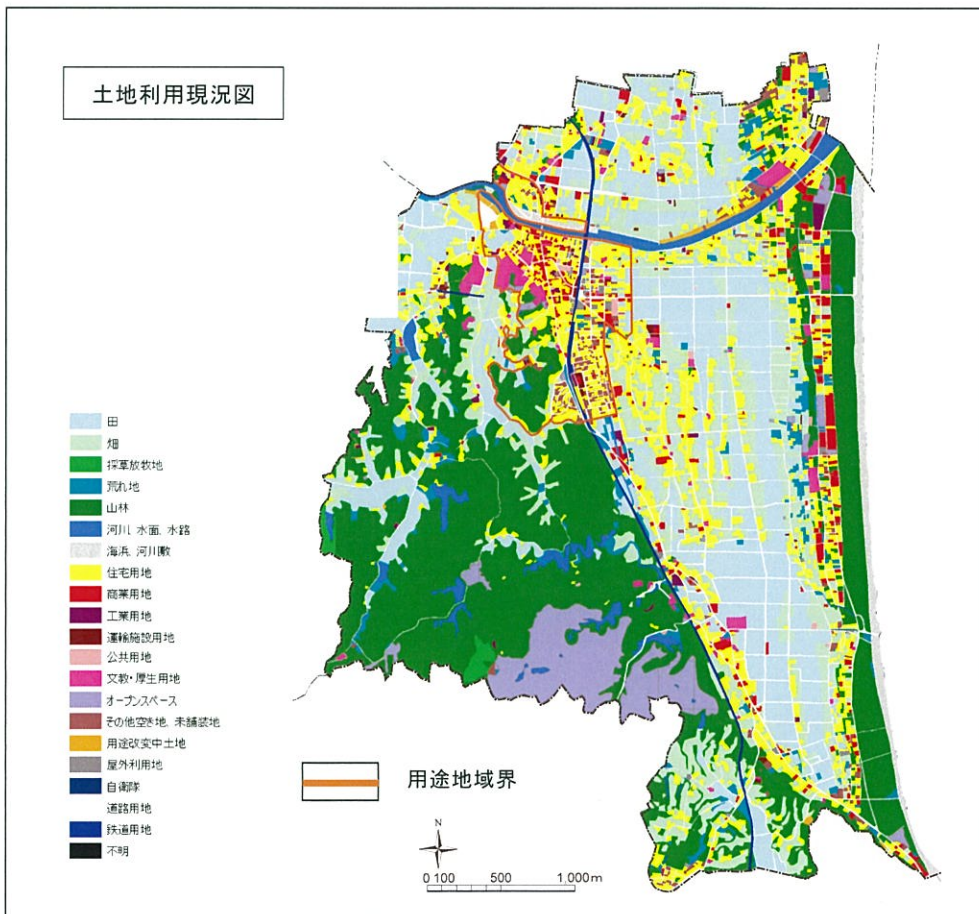 土地利用現況図
田
畑
採草放牧地
荒れ地
山林
河川、水面、水路
海浜、河川敷
住宅用地
商業用地
工業用地
運輸施設用地
公共用地
文教・厚生用地
オープンスペース
その他空き地、未舗装地
用途改変中土地
屋外利用地
自衛隊
道路用地
鉄道用地
不明
用途地域界
N
0 100 500 1,000m